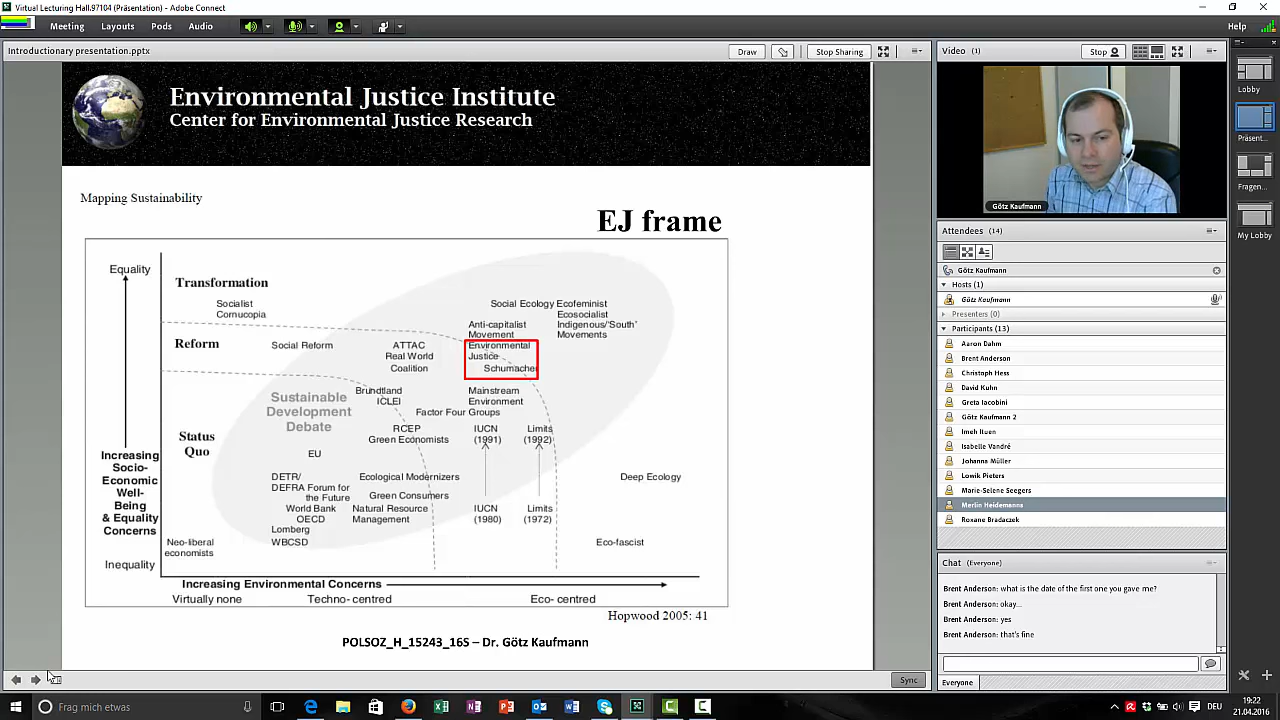 Virtual Lecturing Hall.97104 (Präsentation) - Adobe Connect
Meeting Layouts Pods Audio Help
Introductionary presentation.pptx
Draw Stop Sharing
Environmental Justice Institute
Center for Environmental Justice Research
Mapping Sustainability
EJ frame
Equality
Transformation
Socialist
Cornucopia
Social Ecology Ecofeminist
Ecosocialist
Anti-capitalist
Movement
Indigenous/'South'
Movements
Reform
Social Reform
ATTAC
Real World
Coalition
Environmental
Justice
Schumacher
Brundtland
ICLEI
Mainstream
Environment
Sustainable
Development
Debate
Factor Four Groups
Status
Quo
RCEP
Green Economists
IUCN
(1991)
Limits
(1992)
EU
Increasing
Socio-
Economic
Well-
Being
& Equality
Concerns
DETR/
DEFRA Forum for
the Future
Ecological Modernizers
Green Consumers
Deep Ecology
World Bank
OECD
Natural Resource
Management
IUCN
(1980)
Limits
(1972)
Lomberg
WBCSD
Neo-liberal
economists
Eco-fascist
Inequality
Increasing Environmental Concerns
Virtually none Techno- centred Eco- centred
Hopwood 2005: 41
POLSOZ_H_15243_16S – Dr. Götz Kaufmann
Sync
Video (1)
Stop
Götz Kaufmann
Attendees (14)
Götz Kaufmann
Hosts (1)
Götz Kaufmann
Presenters (0)
Participants (13)
Aaron Dahm
Brent Anderson
Christoph Hess
David Kuhn
Greta Iacobini
Götz Kaufmann 2
Imeh Ituen
Isabelle Vandré
Johanna Müller
Lowik Pieters
Marie-Selene Seegers
Merlin Heidemanns
Roxane Bradaczek
Chat (Everyone)
Brent Anderson: what is the date of the first one you gave me?
Brent Anderson: okay...
Brent Anderson: yes
Brent Anderson: that's fine
Everyone
Lobby
Präsent...
Fragen...
My Lobby
Frag mich etwas
DEU
19:22
21.04.2016